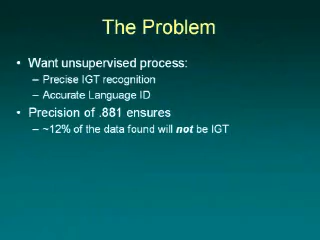 The Problem
• Want unsupervised process:
– Precise IGT recognition
– Accurate Language ID
• Precision of .881 ensures
– ~12% of the data found will not be IGT